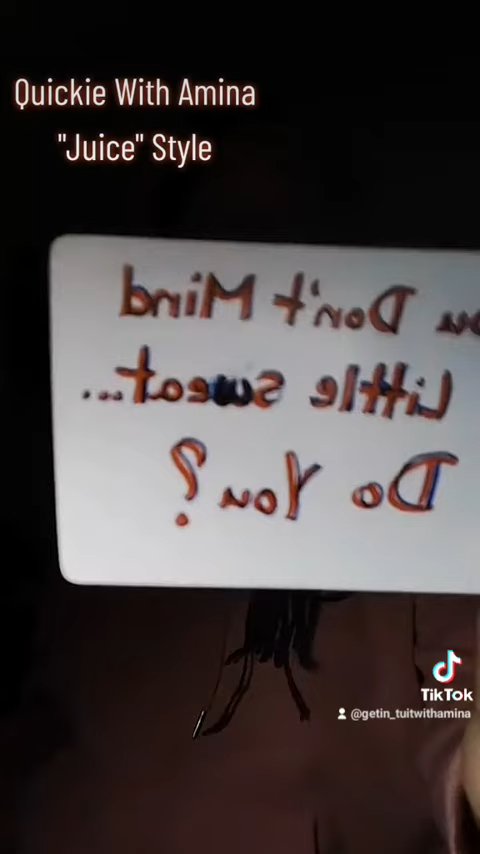 Quickie With Amina
"Juice" Style
Don't Mind
Little sweat...
Do You?
TikTok
@getin_tuitwithamina